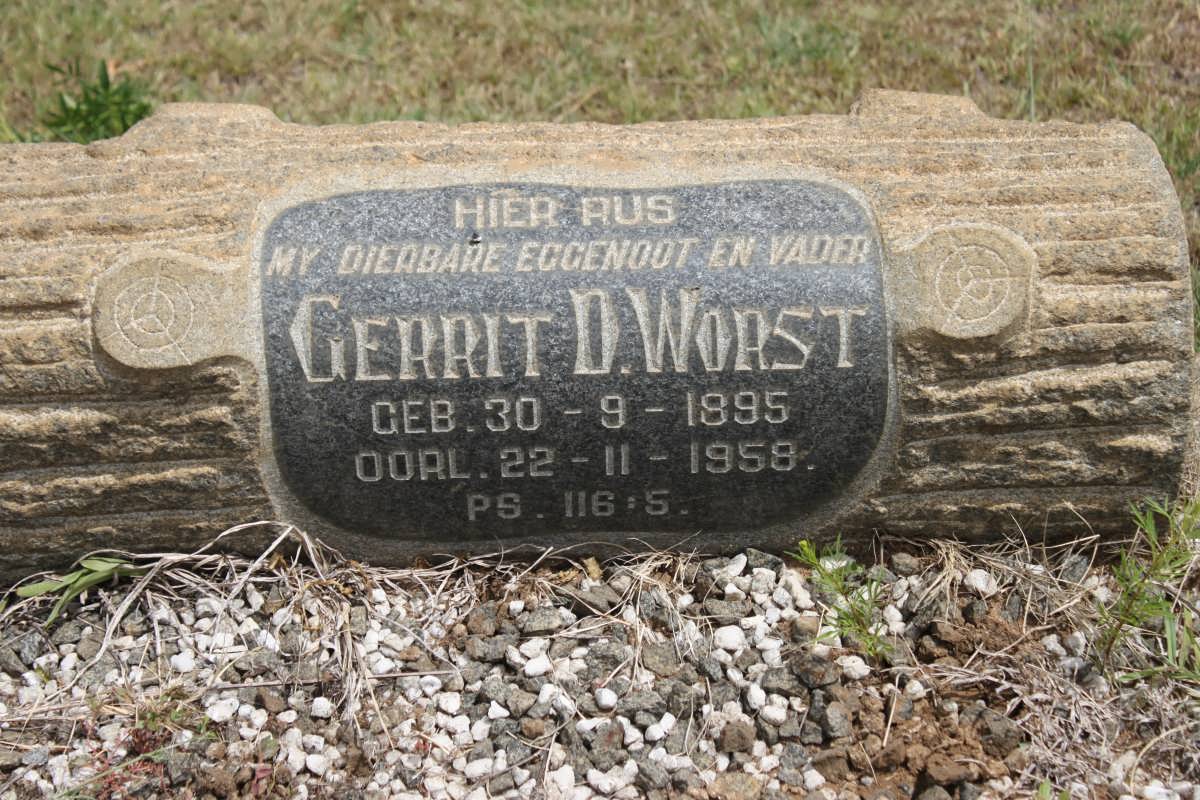 HIER RUS
MY DIERBARE EGGENOOT EN VADER
GERRIT D. WORST
GEB. 30 - 9 - 1895
OORL. 22 - 11 - 1958.
PS. 116:5.